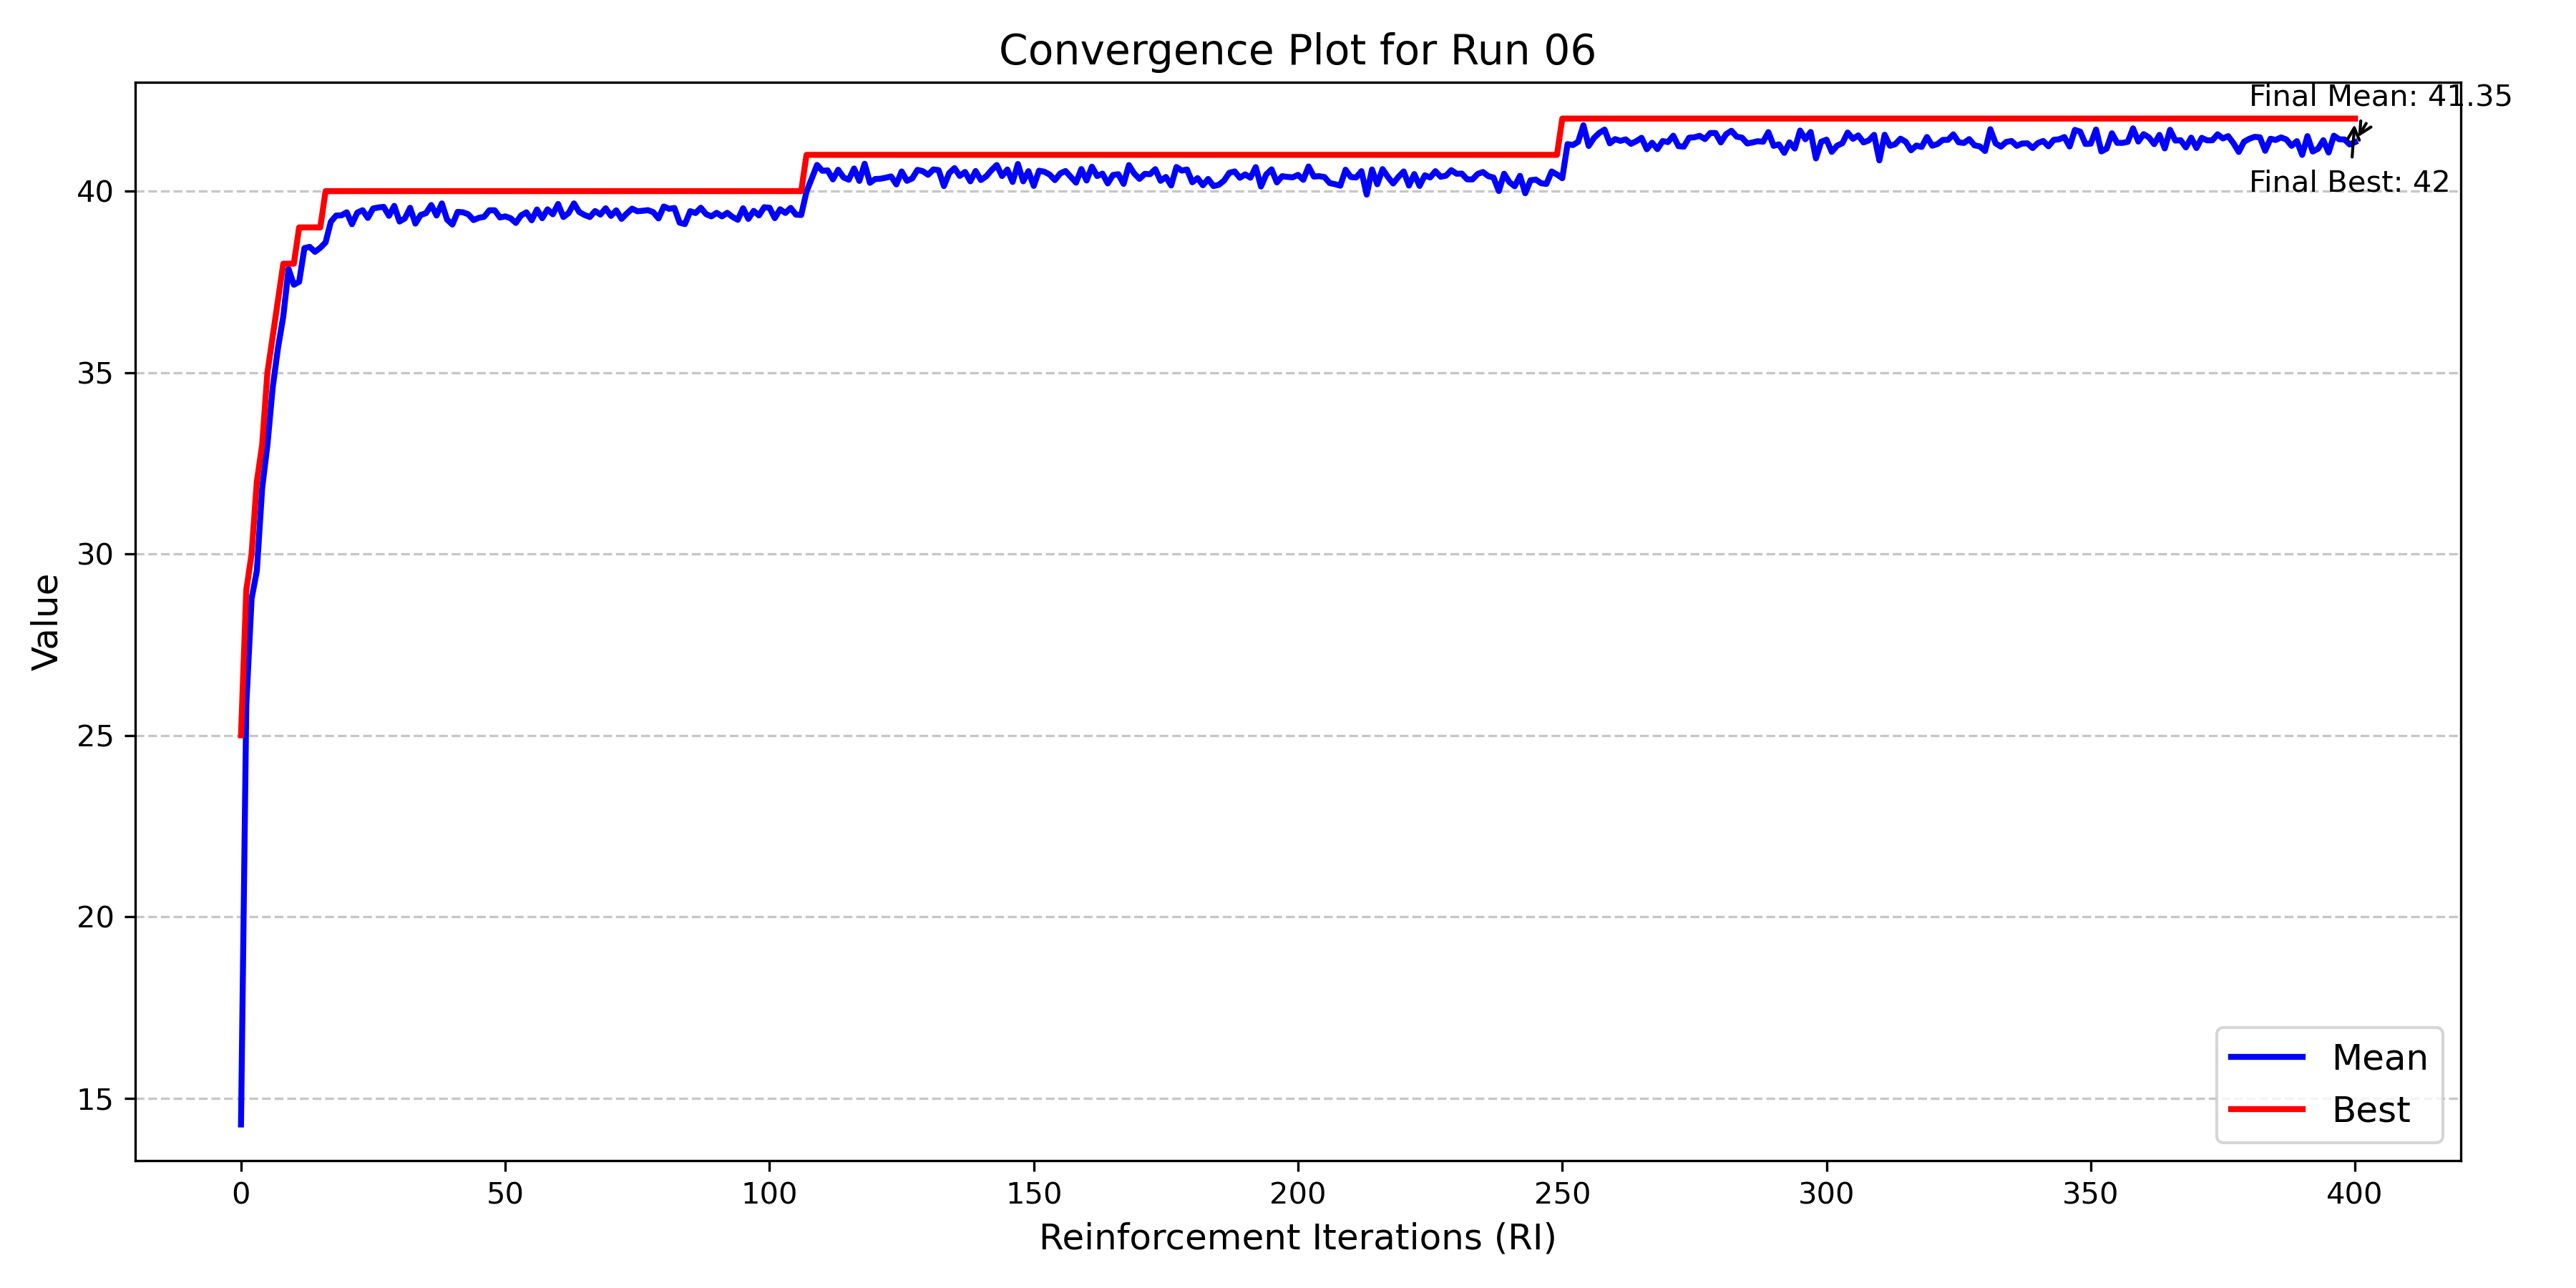 Convergence Plot for Run 06
Final Mean: 41.35
Final Best: 42
40
35
30
25
20
15
Value
0 50 100 150 200 250 300 350 400
Reinforcement Iterations (RI)
Mean
Best